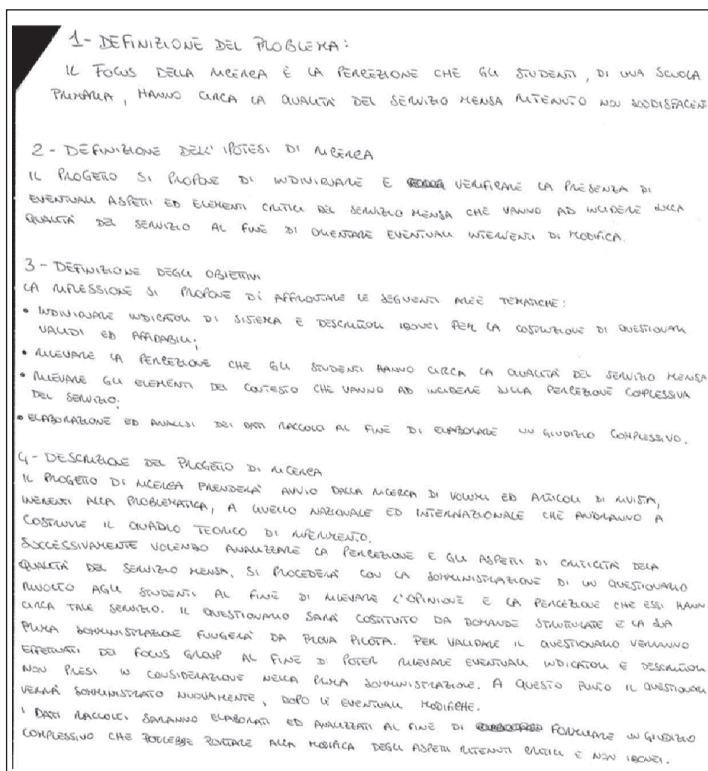 1- DEFINIZIONE DEL PROBLEMA:
IL FOCUS DELLA RICERCA È LA PERCEZIONE CHE GLI STUDENTI, DI UNA SCUOLA
PRIMARIA, HANNO CIRCA LA QUALITÀ DEL SERVIZIO MENSA RITENUTO NON SODDISFACENT
2- DEFINIZIONE DELL'IPOTESI DI RICERCA
IL PROGETTO SI PROPONE DI INDIVIDUARE E VERIFICARE LA PRESENZA DI
EVENTUALI ASPETTI ED ELEMENTI CRITICI DEL SERVIZIO MENSA CHE VANNO AD INCIDERE SULLA
QUALITÀ DEL SERVIZIO AL FINE DI ORIENTARE EVENTUALI INTERVENTI DI MODIFICA.
3- DEFINIZIONE DEGLI OBIETTIVI
LA RIFLESSIONE SI PROPONE DI AFFRONTARE LE SEGUENTI AREE TEMATICHE:
• INDIVIDUARE INDICATORI DI SISTEMA E DESCRITTORI IDONEI PER LA COSTRUZIONE DI QUESTIONARI
VALIDI ED AFFIDABILI;
• RILEVARE LA PERCEZIONE CHE GLI STUDENTI HANNO CIRCA LA QUALITÀ DEL SERVIZIO MENSA
• RILEVARE GLI ELEMENTI DEL CONTESTO CHE VANNO AD INCIDERE SULLA PERCEZIONE COMPLESSIVA
DEL SERVIZIO;
• ELABORAZIONE ED ANALISI DEI DATI RACCOLTI AL FINE DI ELABORARE UN GIUDIZIO COMPLESSIVO.
4- DESCRIZIONE DEL PROGETTO DI RICERCA
IL PROGETTO DI RICERCA PRENDERÀ AVVIO DALLA RICERCA DI VOLUMI ED ARTICOLI DI RIVISTA,
INERENTI ALLA PROBLEMATICA, A LIVELLO NAZIONALE ED INTERNAZIONALE CHE ANDRANNO A
COSTRUIRE IL QUADRO TEORICO DI RIFERIMENTO.
SUCCESSIVAMENTE VOLENDO ANALIZZARE LA PERCEZIONE E GLI ASPETTI DI CRITICITÀ DELLA
QUALITÀ DEL SERVIZIO MENSA, SI PROCEDERÀ CON LA SOMMINISTRAZIONE DI UN QUESTIONARIO
RIVOLTO AGLI STUDENTI AL FINE DI RILEVARE L'OPINIONE E LA PERCEZIONE CHE ESSI HANN
CIRCA TALE SERVIZIO. IL QUESTIONARIO SARÀ COSTITUITO DA DOMANDE STRUTTURATE E LA SUA
PRIMA SOMMINISTRAZIONE FUNGERÀ DA PROVA PILOTA. PER VALIDARE IL QUESTIONARIO VERRANNO
EFFETTUATI DEI FOCUS GROUP AL FINE DI POTER RILEVARE EVENTUALI INDICATORI E DESCRITTORI
NON PRESI IN CONSIDERAZIONE NELLA PRIMA SOMMINISTRAZIONE. A QUESTO PUNTO IL QUESTIONARI
VERRÀ SOMMINISTRATO NUOVAMENTE, DOPO LE EVENTUALI MODIFICHE.
I DATI RACCOLTI SARANNO ELABORATI ED ANALIZZATI AL FINE DI FORMULARE UN GIUDIZIO
COMPLESSIVO CHE POTREBBE PORTARE ALLA MODIFICA DEGLI ASPETTI RITENUTI CRITICI E NON IDONEI.